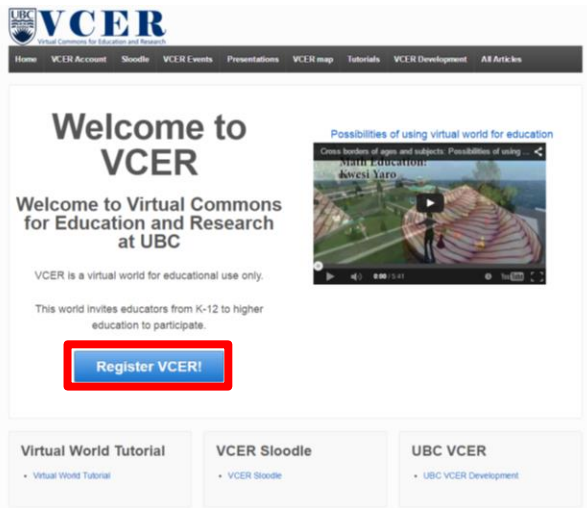 UBC
VCER
Virtual Commons for Education and Research
Home VCER Account Sloodle VCER Events Presentations VCER map Tutorials VCER Development All Articles
Welcome to
VCER
Welcome to Virtual Commons
for Education and Research
at UBC
VCER is a virtual world for educational use only.
This world invites educators from K-12 to higher
education to participate.
Register VCER!
Possibilities of using virtual world for education
Cross borders of ages and subjects: Possibilities of using ...
Math Education:
Kwesi Yaro
0:00 / 5:41
YouTube
Virtual World Tutorial
• Virtual World Tutorial
VCER Sloodle
• VCER Sloodle
UBC VCER
• UBC VCER Development